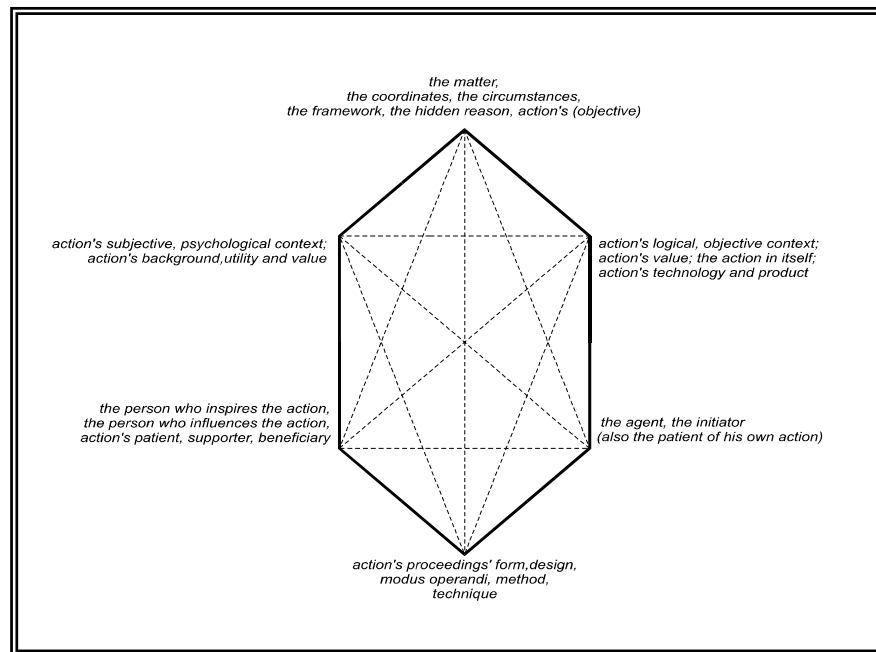 the matter,
the coordinates, the circumstances,
the framework, the hidden reason, action's (objective)
action's subjective, psychological context;
action's background,utility and value
action's logical, objective context;
action's value; the action in itself;
action's technology and product
the person who inspires the action,
the person who influences the action,
action's patient, supporter, beneficiary
the agent, the initiator
(also the patient of his own action)
action's proceedings' form,design,
modus operandi, method,
technique